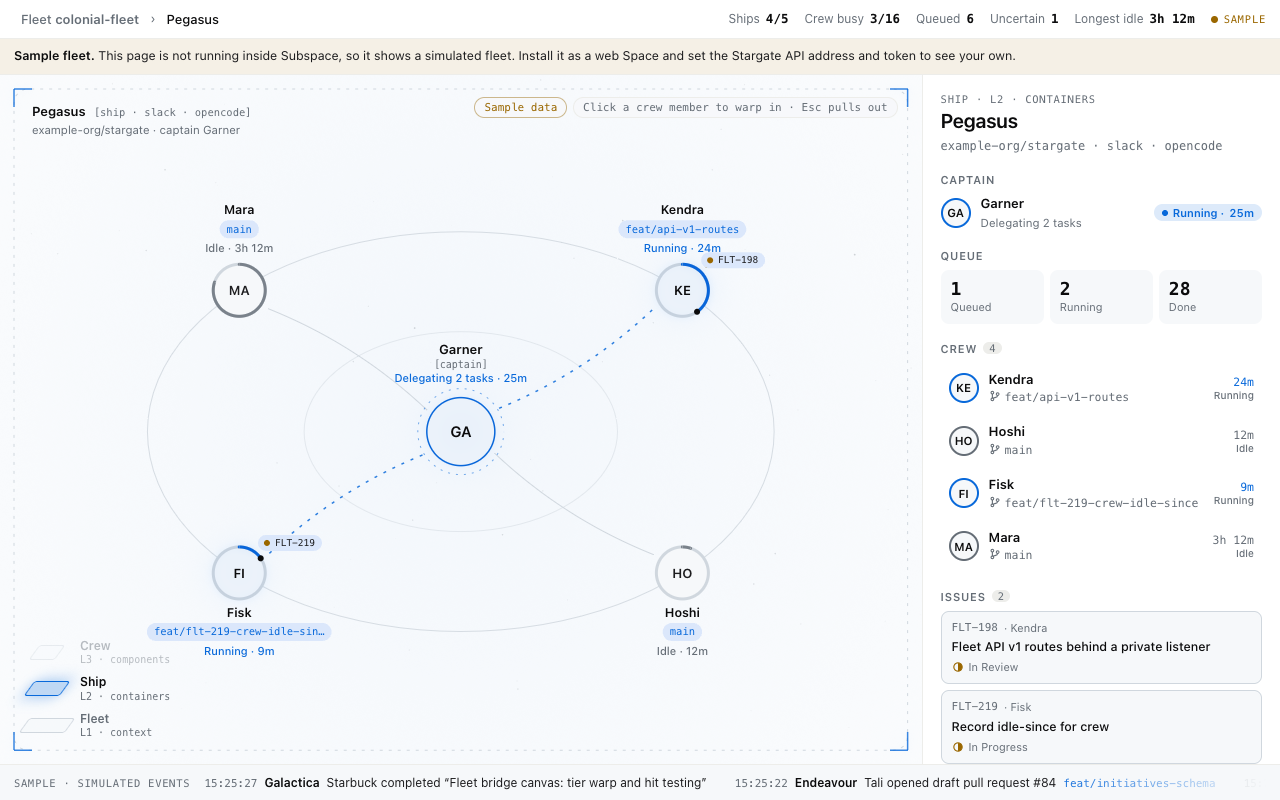 Fleet colonial-fleet › Pegasus
Ships 4/5 Crew busy 3/16 Queued 6 Uncertain 1 Longest idle 3h 12m SAMPLE
Sample fleet. This page is not running inside Subspace, so it shows a simulated fleet. Install it as a web Space and set the Stargate API address and token to see your own.
Pegasus [ship · slack · opencode]
example-org/stargate · captain Garner
Sample data
Click a crew member to warp in · Esc pulls out
Mara
main
Idle · 3h 12m
MA
Kendra
feat/api-v1-routes
Running · 24m
FLT-198
KE
Garner
[captain]
Delegating 2 tasks · 25m
GA
FLT-219
FI
Fisk
feat/flt-219-crew-idle-sin…
Running · 9m
HO
Hoshi
main
Idle · 12m
Crew
L3 · components
Ship
L2 · containers
Fleet
L1 · context
SHIP · L2 · CONTAINERS
Pegasus
example-org/stargate · slack · opencode
CAPTAIN
GA
Garner
Delegating 2 tasks
Running · 25m
QUEUE
1
Queued
2
Running
28
Done
CREW 4
KE
Kendra
feat/api-v1-routes
24m
Running
HO
Hoshi
main
12m
Idle
FI
Fisk
feat/flt-219-crew-idle-since
9m
Running
MA
Mara
main
3h 12m
Idle
ISSUES 2
FLT-198 · Kendra
Fleet API v1 routes behind a private listener
In Review
FLT-219 · Fisk
Record idle-since for crew
In Progress
SAMPLE · SIMULATED EVENTS 15:25:27 Galactica Starbuck completed “Fleet bridge canvas: tier warp and hit testing” 15:25:22 Endeavour Tali opened draft pull request #84 feat/initiatives-schema